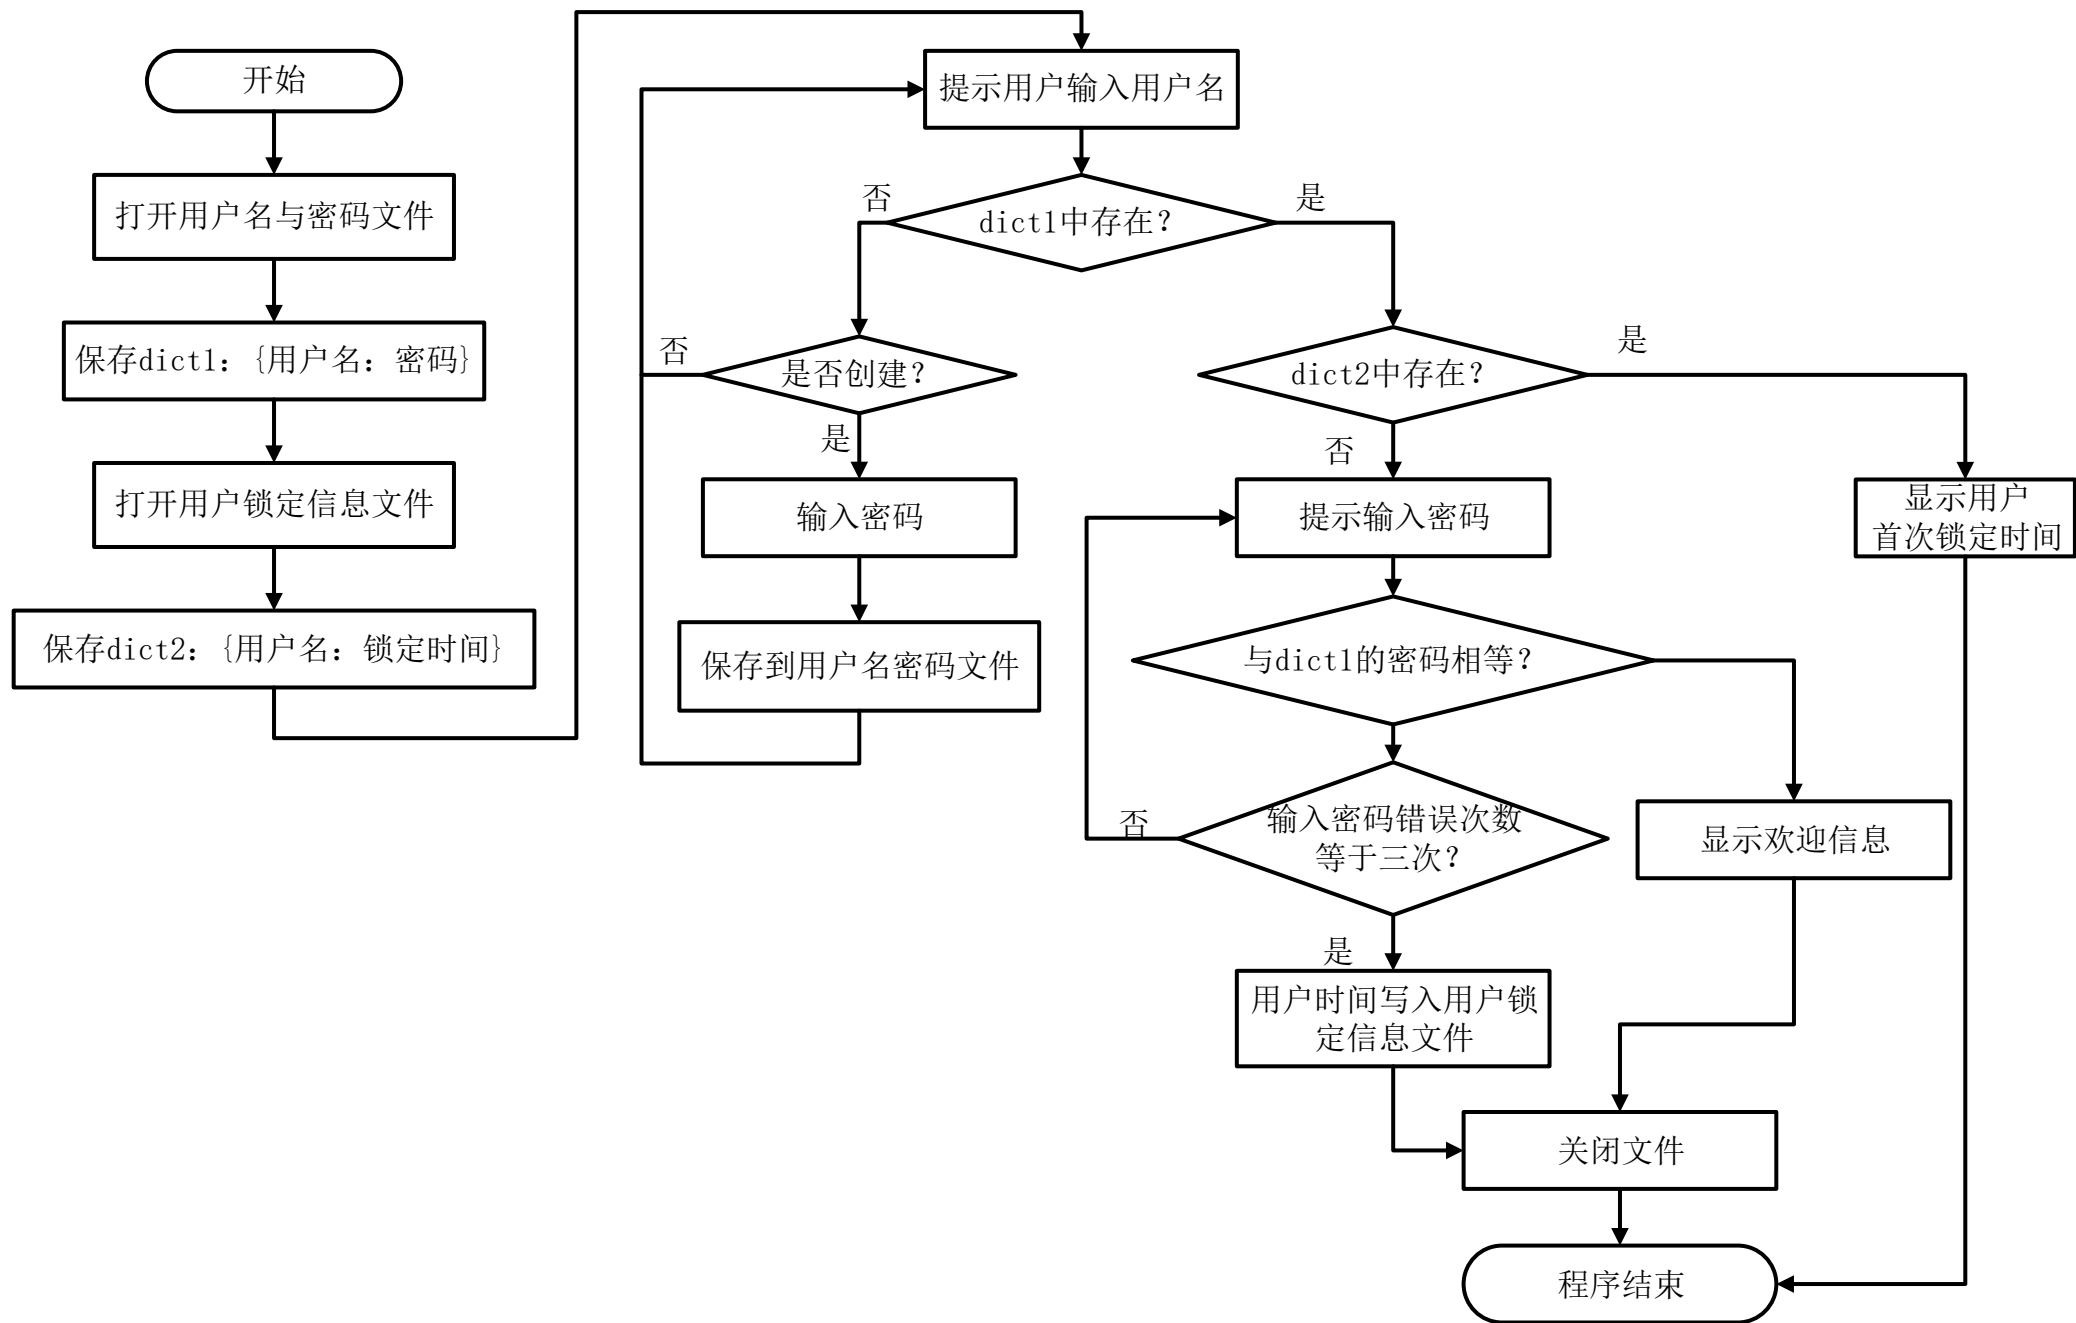 开始
打开用户名与密码文件
保存dict1：{用户名：密码}
打开用户锁定信息文件
保存dict2：{用户名：锁定时间}
提示用户输入用户名
否
dict1中存在？
是
否
是否创建？
是
输入密码
保存到用户名密码文件
dict2中存在？
是
否
提示输入密码
显示用户
首次锁定时间
与dict1的密码相等？
否
输入密码错误次数
等于三次？
显示欢迎信息
是
用户时间写入用户锁
定信息文件
关闭文件
程序结束